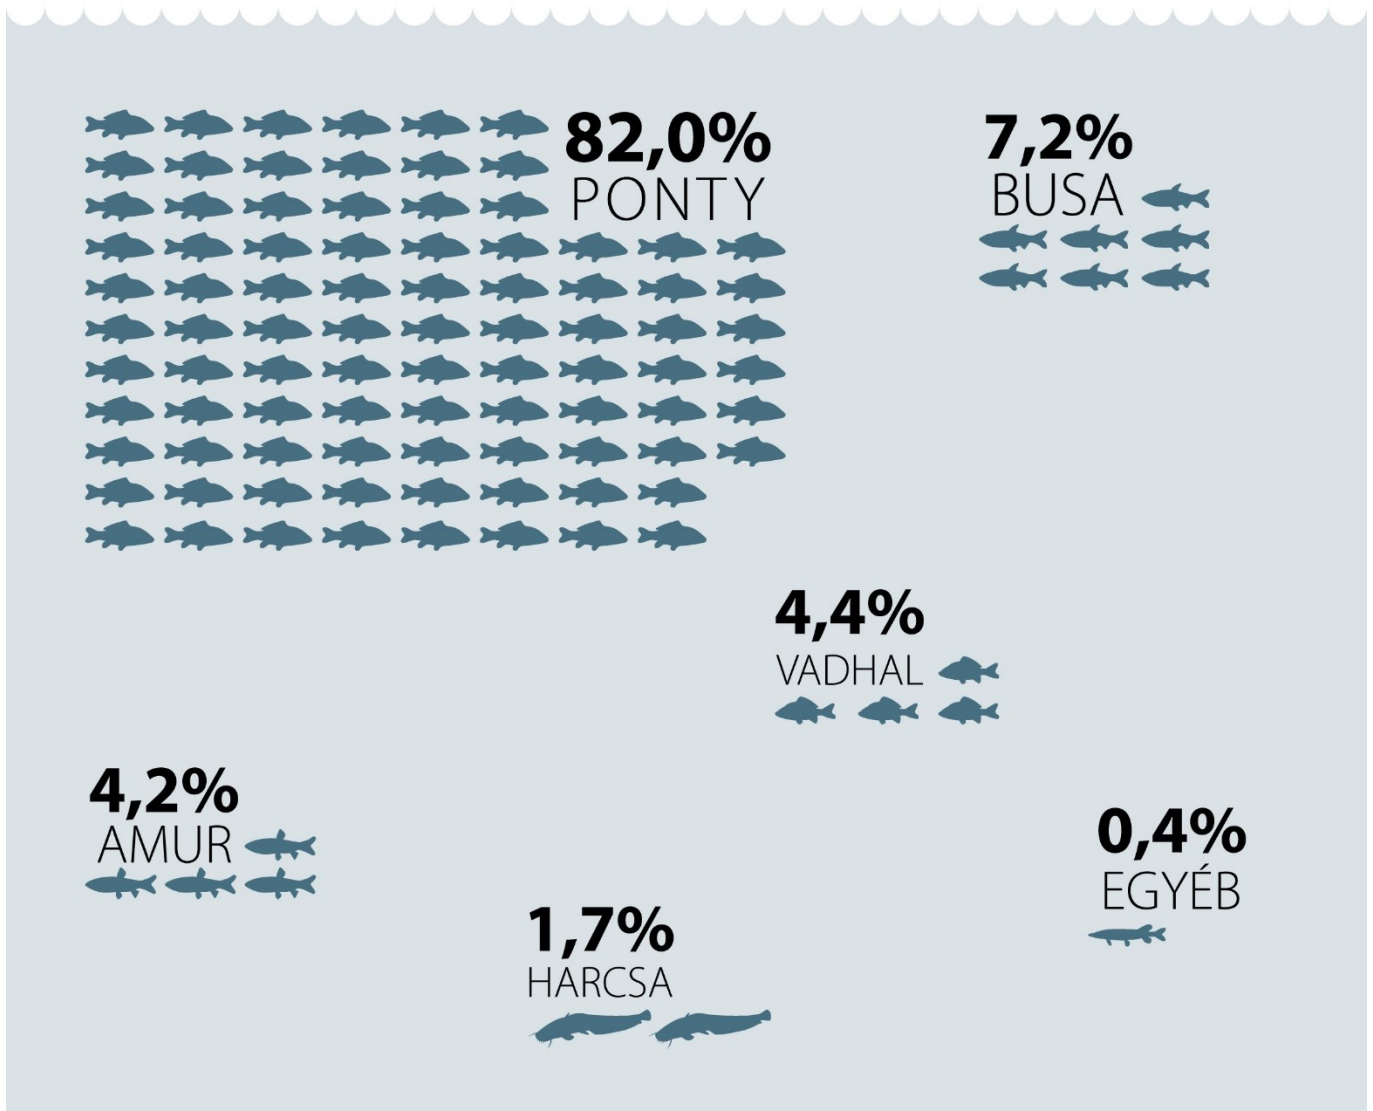 82,0%
PONTY
7,2%
BUSA
4,4%
VADHAL
4,2%
AMUR
0,4%
EGYÉB
1,7%
HARCSA